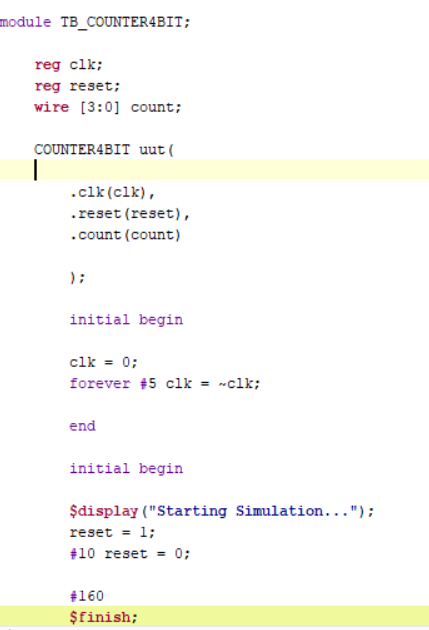 module TB_COUNTER4BIT;
reg clk;
reg reset;
wire [3:0] count;
COUNTER4BIT uut(
.clk(clk),
.reset(reset),
.count(count)
);
initial begin
clk = 0;
forever #5 clk = ~clk;
end
initial begin
$display("Starting Simulation...");
reset = 1;
#10 reset = 0;
#160
$finish;